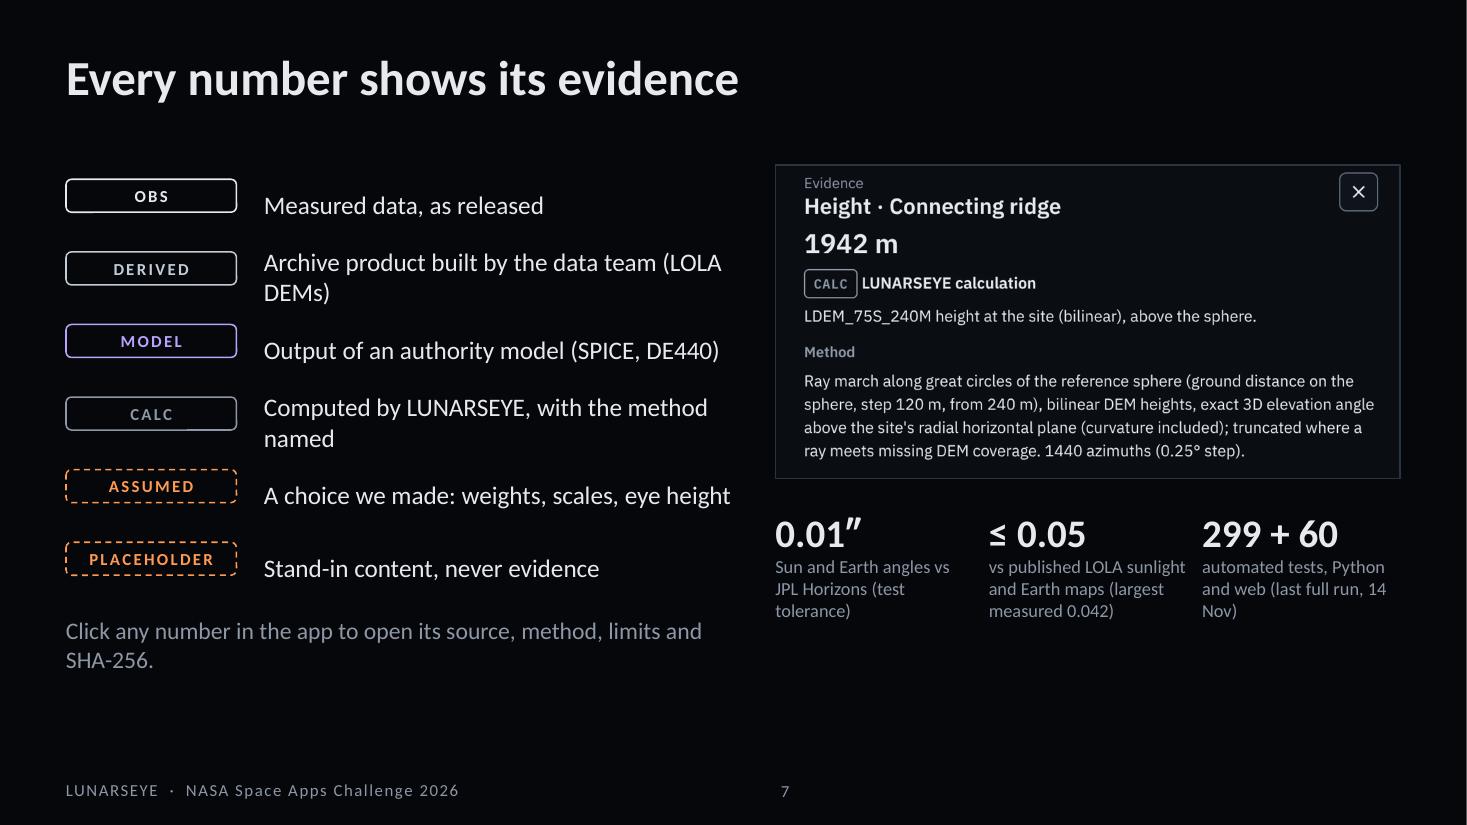 Every number shows its evidence
OBS
Measured data, as released
DERIVED
Archive product built by the data team (LOLA
DEMs)
MODEL
Output of an authority model (SPICE, DE440)
CALC
Computed by LUNARSEYE, with the method
named
ASSUMED
A choice we made: weights, scales, eye height
PLACEHOLDER
Stand-in content, never evidence
Click any number in the app to open its source, method, limits and
SHA-256.
Evidence
Height · Connecting ridge
1942 m
CALC LUNARSEYE calculation
LDEM_75S_240M height at the site (bilinear), above the sphere.
Method
Ray march along great circles of the reference sphere (ground distance on the
sphere, step 120 m, from 240 m), bilinear DEM heights, exact 3D elevation angle
above the site's radial horizontal plane (curvature included); truncated where a
ray meets missing DEM coverage. 1440 azimuths (0.25° step).
0.01″
Sun and Earth angles vs
JPL Horizons (test
tolerance)
≤ 0.05
vs published LOLA sunlight
and Earth maps (largest
measured 0.042)
299 + 60
automated tests, Python
and web (last full run, 14
Nov)
LUNARSEYE · NASA Space Apps Challenge 2026
7